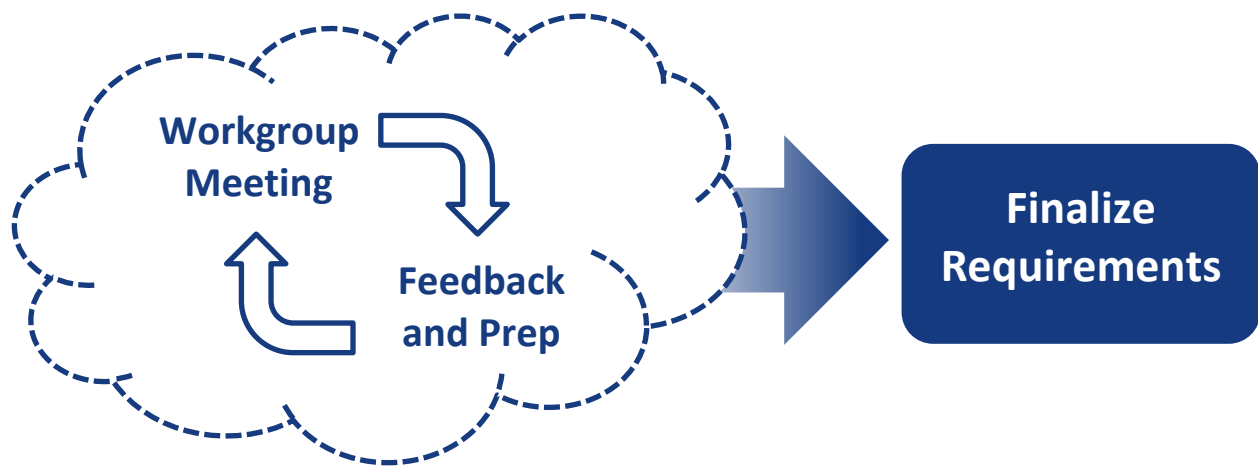 Workgroup
Meeting
Feedback
and Prep
Finalize
Requirements